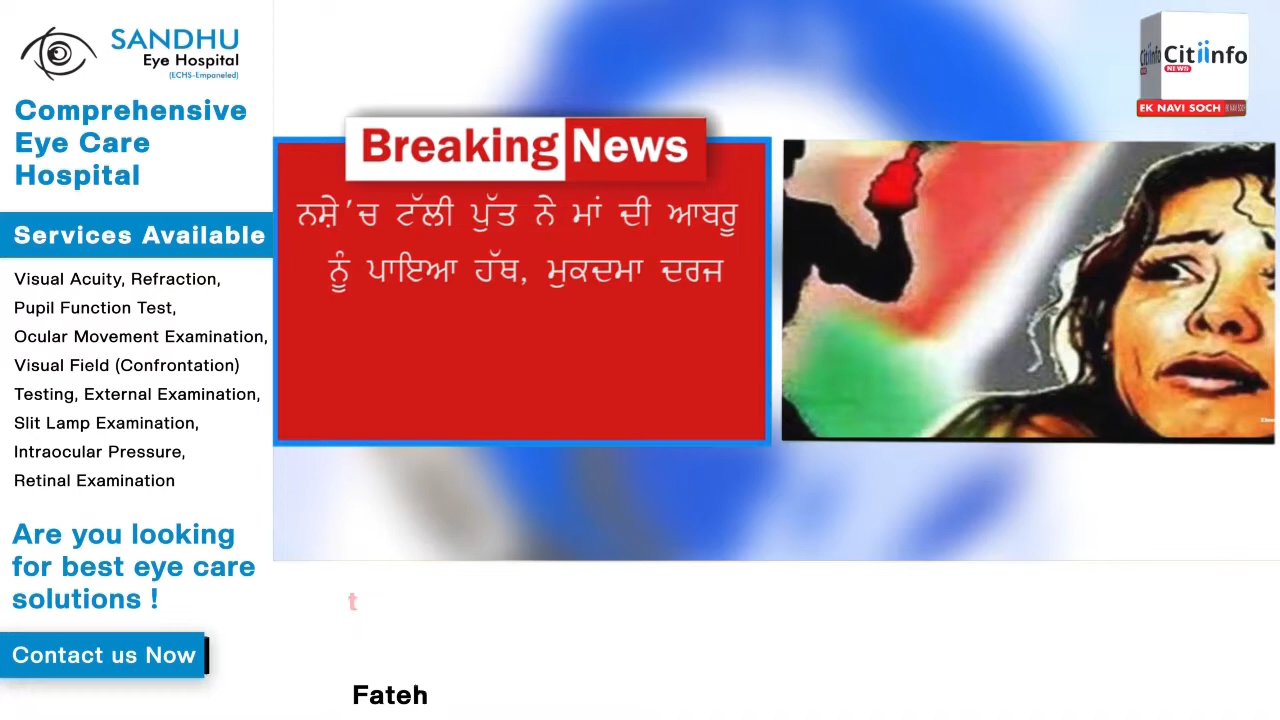 SANDHU
Eye Hospital
(ECHS-Empaneled)
Comprehensive
Eye Care
Hospital
Services Available
Visual Acuity, Refraction,
Pupil Function Test,
Ocular Movement Examination,
Visual Field (Confrontation)
Testing, External Examination,
Slit Lamp Examination,
Intraocular Pressure,
Retinal Examination
Are you looking
for best eye care
solutions !
Contact us Now
Breaking News
ਨਸ਼ੇ'ਚ ਟੱਲੀ ਪੁੱਤ ਨੇ ਮਾਂ ਦੀ ਆਬਰੂ
ਨੂੰ ਪਾਇਆ ਹੱਥ, ਮੁਕਦਮਾ ਦਰਜ
Citiinfo
NEWS
EK NAVI SOCH
t
Fateh